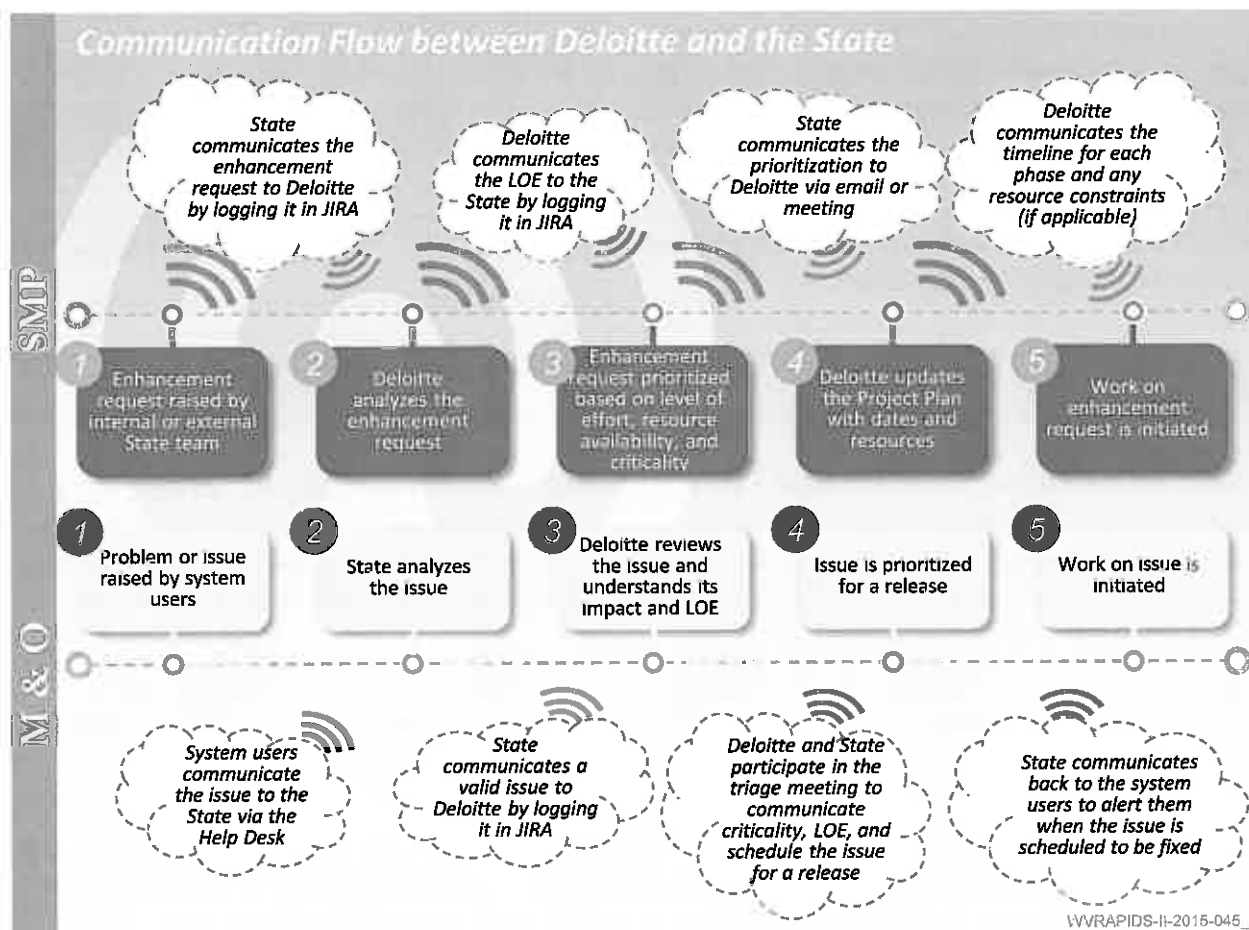 Communication Flow between Deloitte and the State
State
communicates the
enhancement
request to Deloitte
by logging it in JIRA
Deloitte
communicates
the LOE to the
State by logging
it in JIRA
State
communicates the
prioritization to
Deloitte via email or
meeting
Deloitte
communicates the
timeline for each
phase and any
resource constraints
(if applicable)
SMP
1
Enhancement
request raised by
internal or external
State team
2
Deloitte
analyzes the
enhancement
request
3
Enhancement
request prioritized
based on level of
effort, resource
availability, and
criticality
4
Deloitte updates
the Project Plan
with dates and
resources
5
Work on
enhancement
request is initiated
M & O
1
Problem or issue
raised by system
users
2
State analyzes
the issue
3
Deloitte reviews
the issue and
understands its
impact and LOE
4
Issue is prioritized
for a release
5
Work on issue is
initiated
System users
communicate
the issue to the
State via the
Help Desk
State
communicates a
valid issue to
Deloitte by logging
it in JIRA
Deloitte and State
participate in the
triage meeting to
communicate
criticality, LOE, and
schedule the issue
for a release
State communicates
back to the system
users to alert them
when the issue is
scheduled to be fixed
WVRAPIDS-II-2015-045_